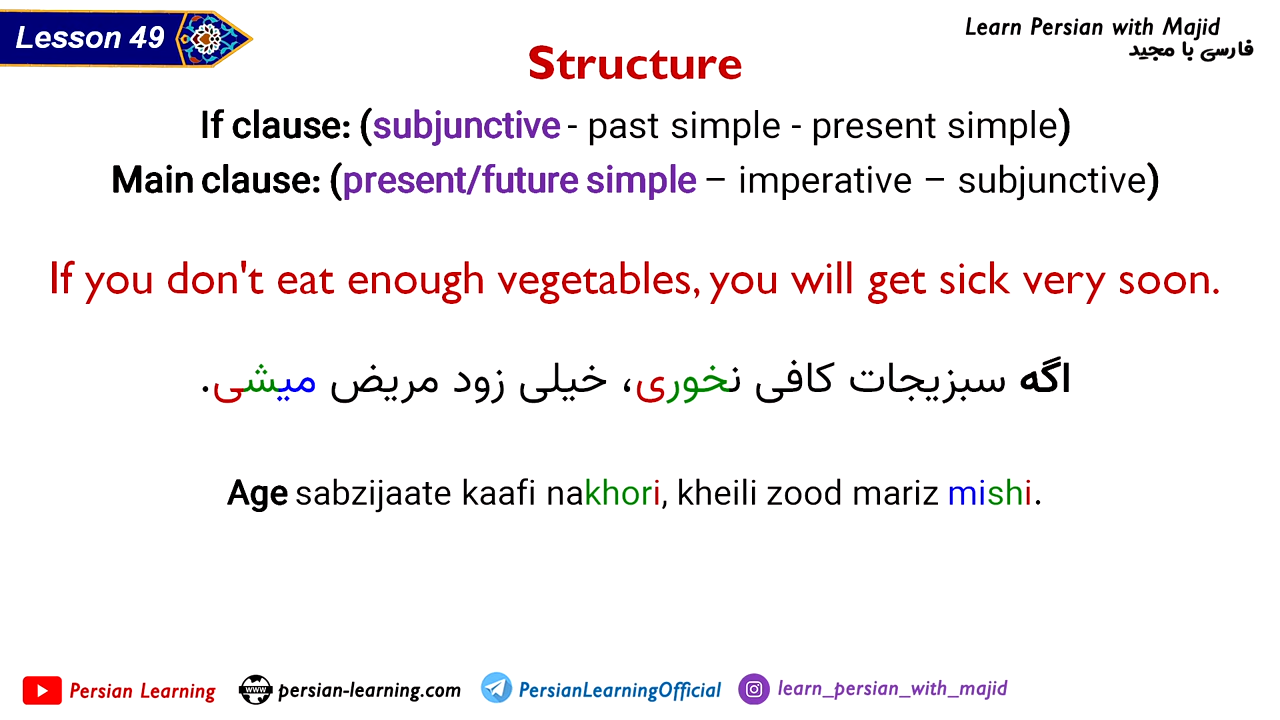 Lesson 49
Learn Persian with Majid
فارسی با مجید
Structure
If clause: (subjunctive - past simple - present simple)
Main clause: (present/future simple – imperative – subjunctive)
If you don't eat enough vegetables, you will get sick very soon.
اگه سبزیجات کافی نخوری، خیلی زود مریض میشی.
Age sabzijaate kaafi nakhori, kheili zood mariz mishi.
Persian Learning
www
persian-learning.com
PersianLearningOfficial
learn_persian_with_majid